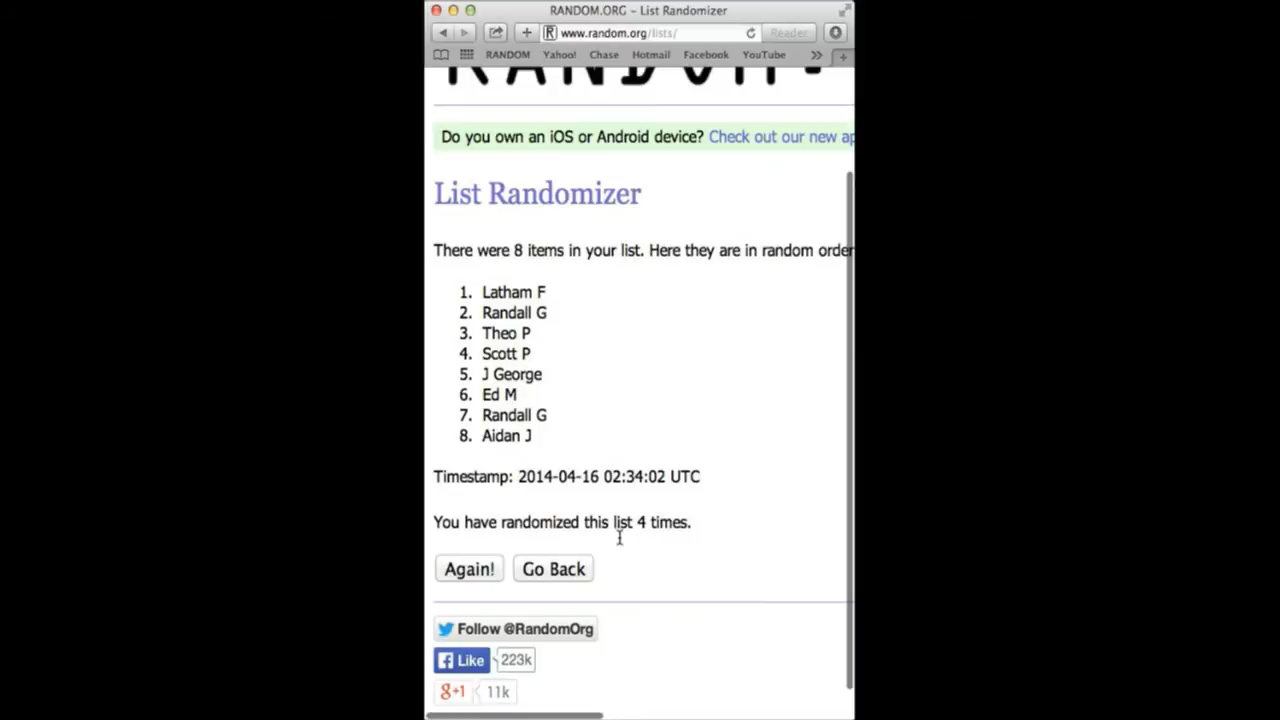 RANDOM.ORG – List Randomizer
www.random.org/lists/
Reader
RANDOM Yahoo! Chase Hotmail Facebook YouTube
RANDOM.
Do you own an iOS or Android device? Check out our new ap
List Randomizer
There were 8 items in your list. Here they are in random order
1. Latham F
2. Randall G
3. Theo P
4. Scott P
5. J George
6. Ed M
7. Randall G
8. Aidan J
Timestamp: 2014-04-16 02:34:02 UTC
You have randomized this list 4 times.
Again! Go Back
Follow @RandomOrg
Like 223k
g+1 11k